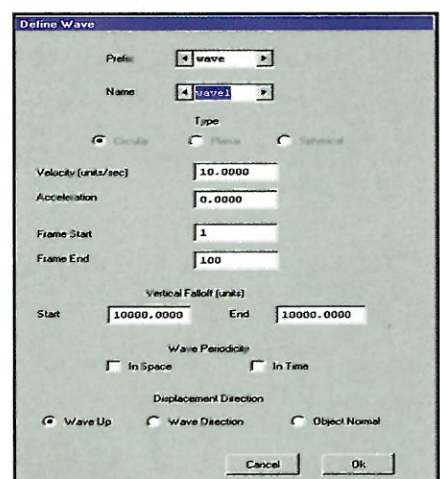 Define Wave
Prefix wave
Name wave1
Type
Circular Planar Spherical
Velocity (units/sec) 10.0000
Acceleration 0.0000
Frame Start 1
Frame End 100
Vertical Falloff (units)
Start 10000.0000 End 10000.0000
Wave Periodicity
In Space In Time
Displacement Direction
Wave Up Wave Direction Object Normal
Cancel Ok